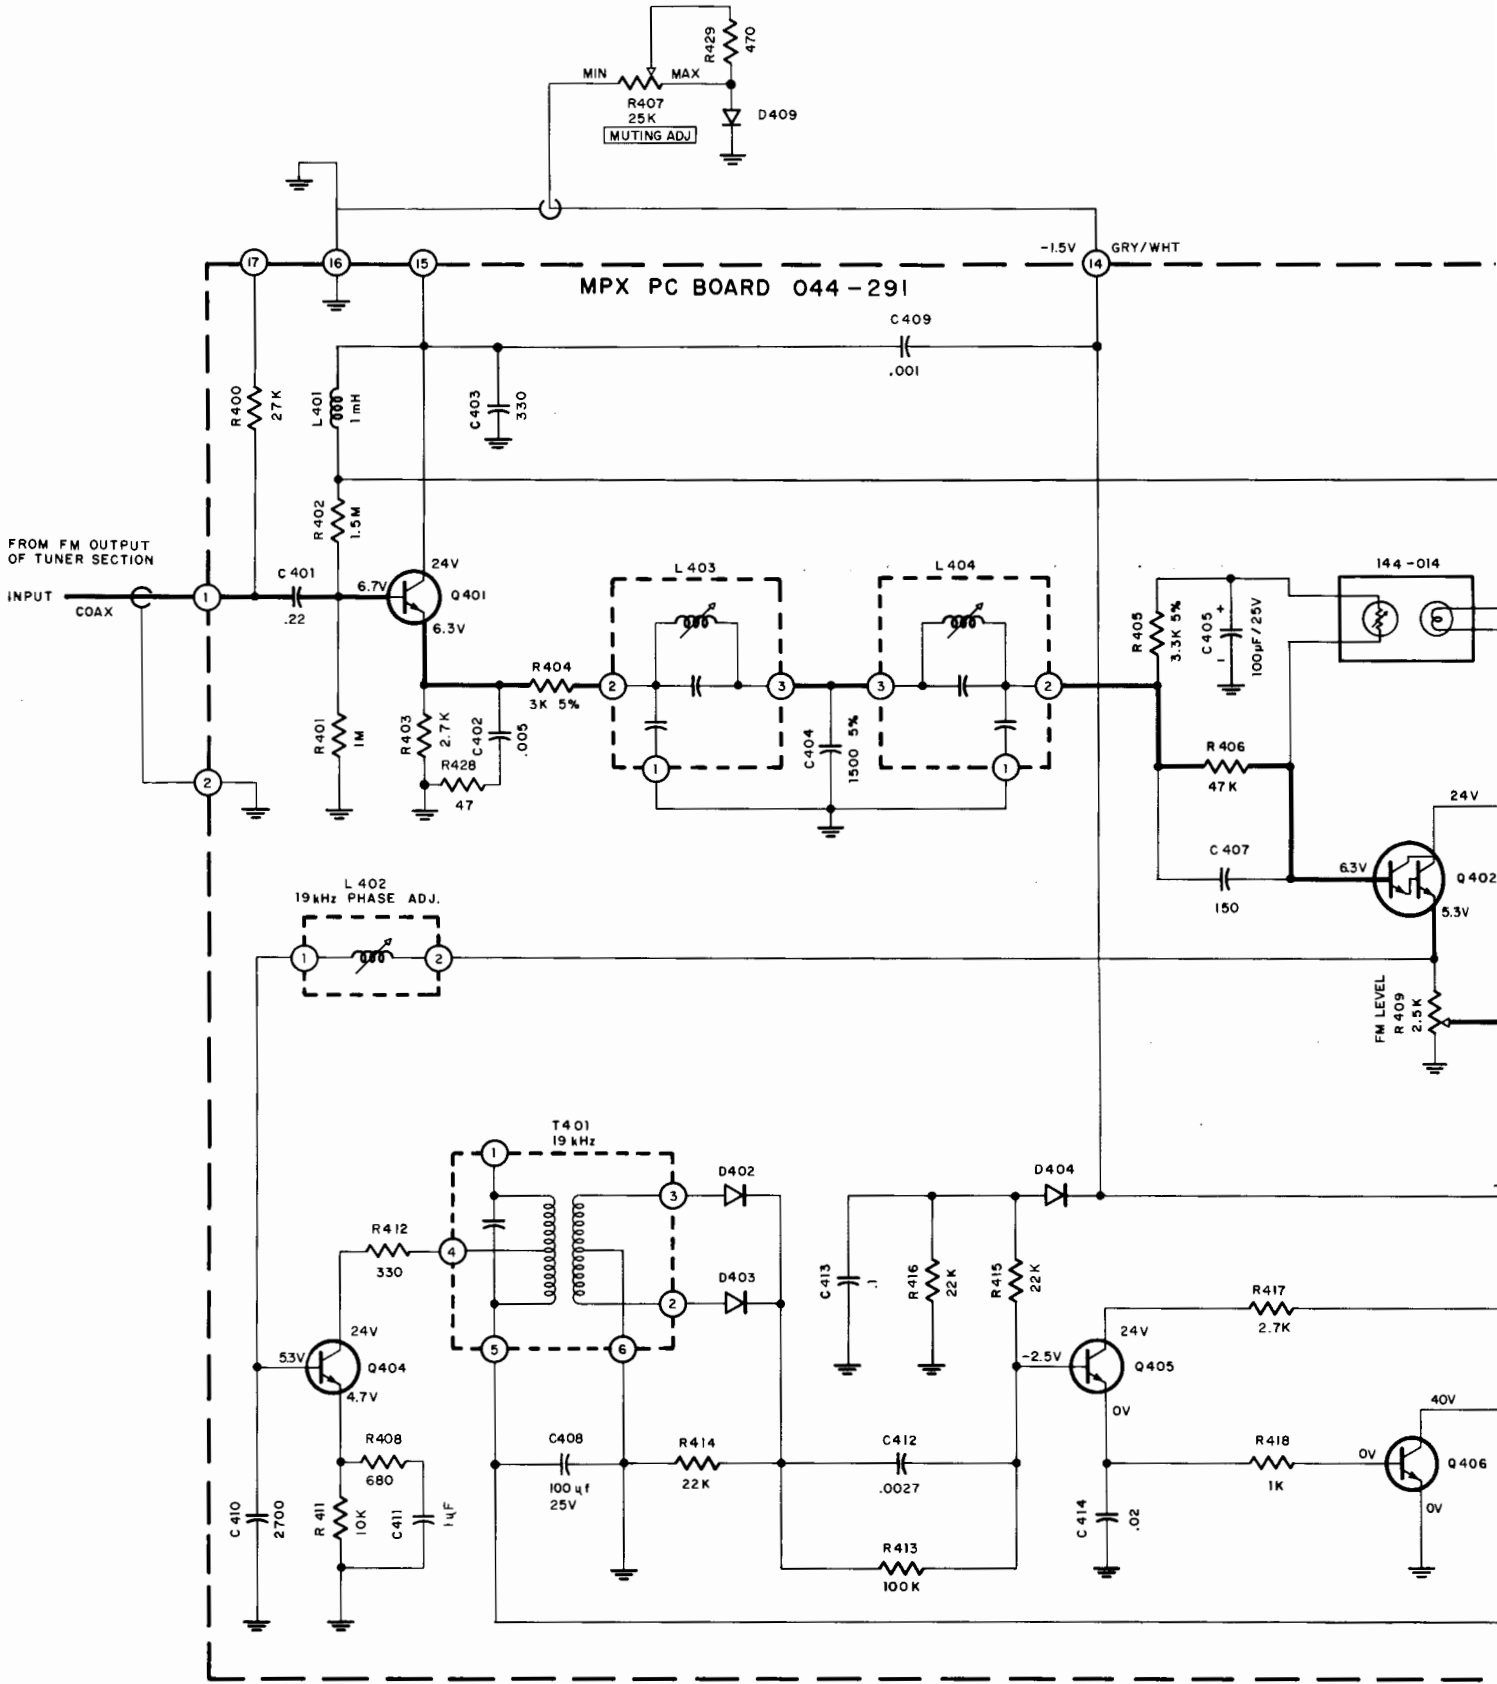 R429
470
MIN
MAX
R407
25K
MUTING ADJ
D409
17
16
15
-1.5V
GRY/WHT
14
MPX PC BOARD 044-291
C409
.001
R400
27K
L401
1mH
C403
330
R402
1.5M
FROM FM OUTPUT
OF TUNER SECTION
INPUT
COAX
1
C401
.22
6.7V
24V
Q401
6.3V
L403
L404
144-014
R405
3.3K 5%
C405
+
-
100µF/25V
R404
3K 5%
2
3
3
2
R401
1M
R403
2.7K
C402
.005
R428
47
1
C404
1500 5%
1
R406
47K
2
24V
C407
150
6.3V
Q402
5.3V
L402
19kHz PHASE ADJ.
1
2
FM LEVEL
R409
2.5K
T401
19 kHz
1
3
D402
D404
R412
330
4
D403
2
C413
.1
R416
22K
R415
22K
R417
2.7K
24V
53V
Q404
4.7V
5
6
24V
-2.5V
Q405
0V
40V
R408
680
C408
100 µf
25V
R414
22K
C412
.0027
R418
1K
0V
Q406
0V
C410
2700
R411
10K
C411
1µF
C414
.02
R413
100K